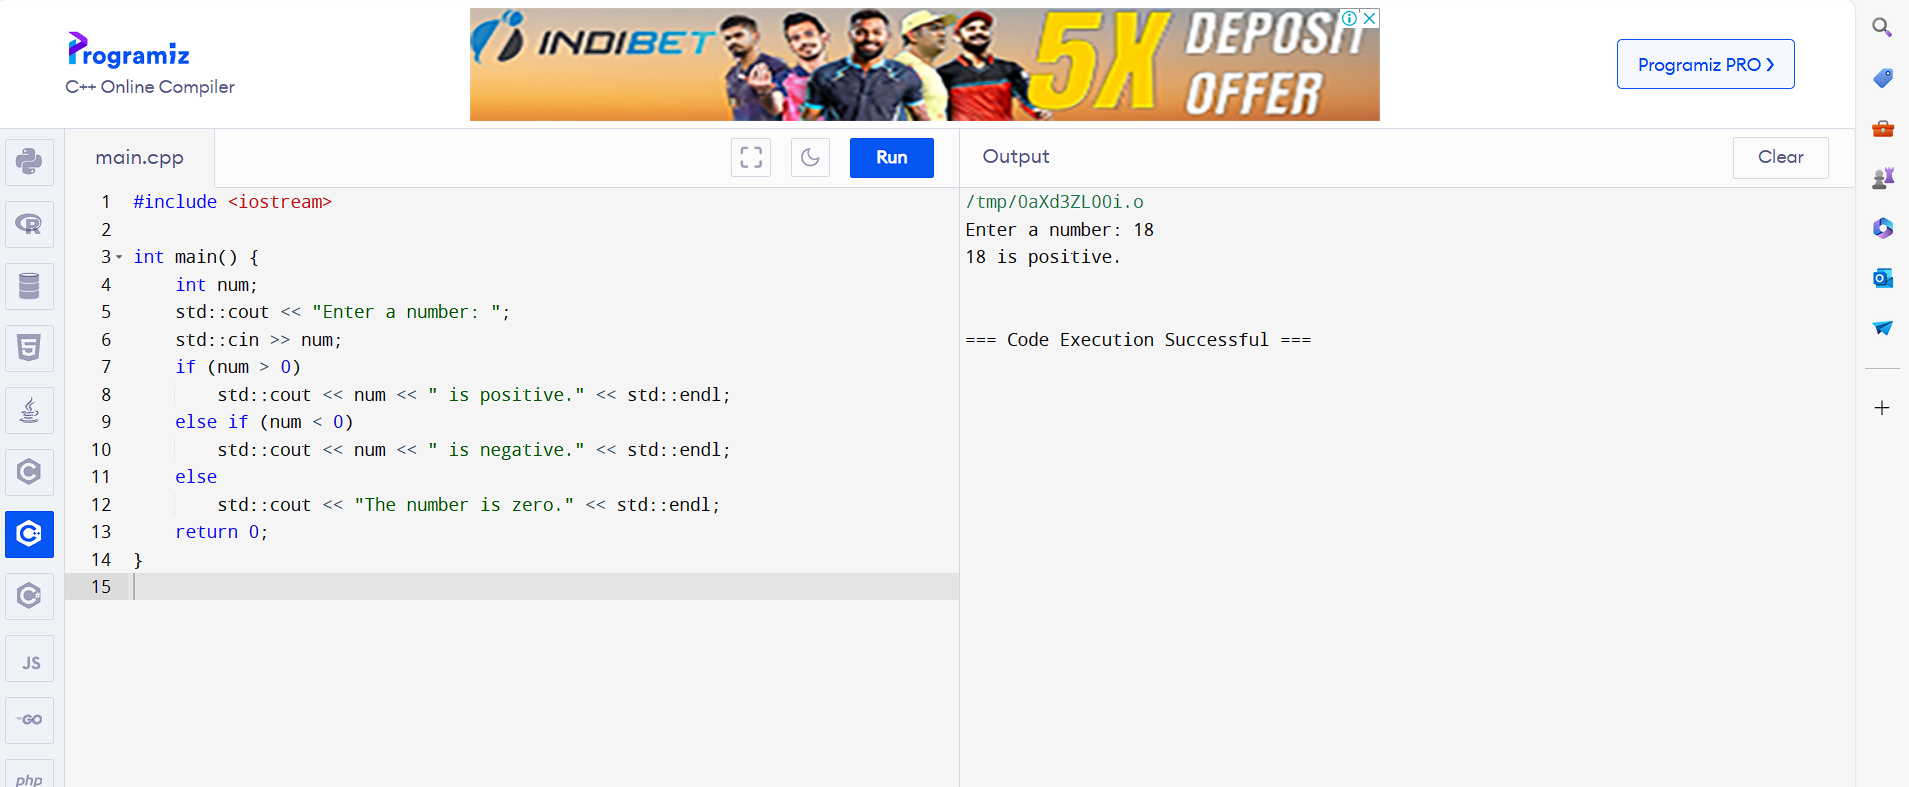 Programiz
C++ Online Compiler
INDIBET
5X
DEPOSIT
OFFER
Programiz PRO ❯
main.cpp
Run
Output
Clear
1 #include <iostream>
2
3 int main() {
4     int num;
5     std::cout << "Enter a number: ";
6     std::cin >> num;
7     if (num > 0)
8         std::cout << num << " is positive." << std::endl;
9     else if (num < 0)
10         std::cout << num << " is negative." << std::endl;
11     else
12         std::cout << "The number is zero." << std::endl;
13     return 0;
14 }
15
/tmp/0aXd3ZL00i.o
Enter a number: 18
18 is positive.
=== Code Execution Successful ===
JS
GO
php